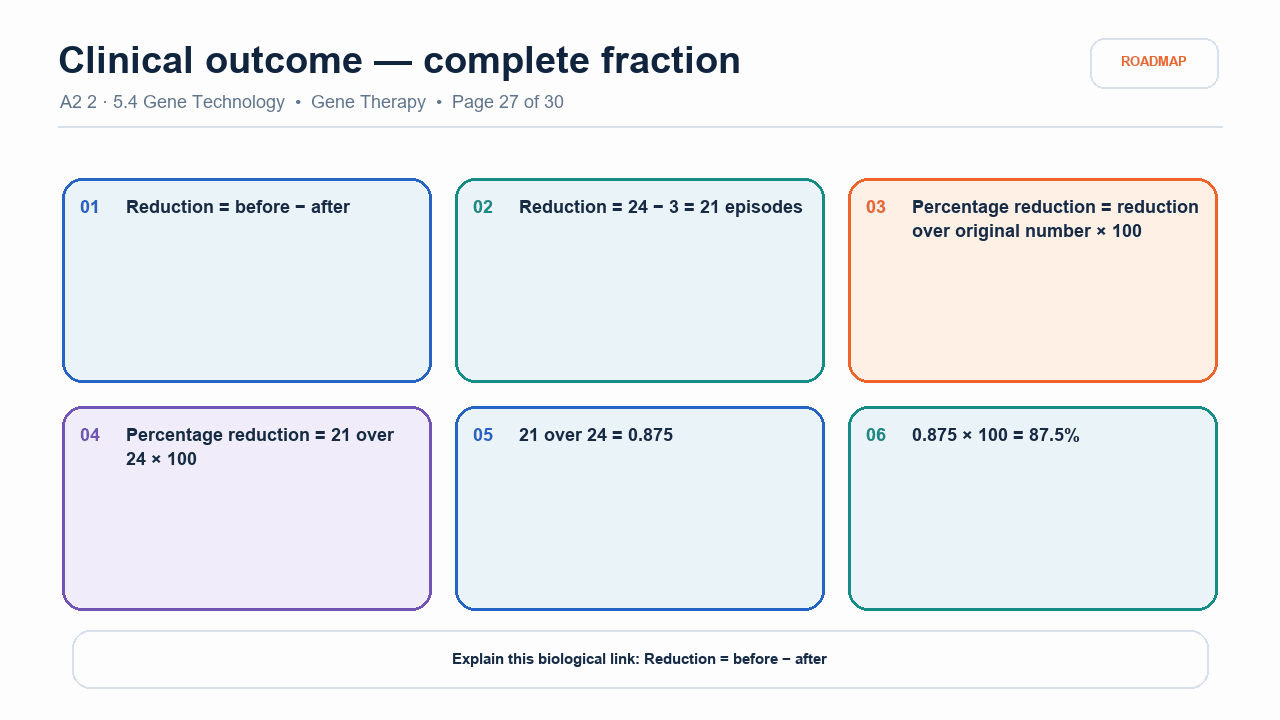 Clinical outcome — complete fraction
ROADMAP
A2 2 · 5.4 Gene Technology • Gene Therapy • Page 27 of 30
01 Reduction = before − after
02 Reduction = 24 − 3 = 21 episodes
03 Percentage reduction = reduction
over original number × 100
04 Percentage reduction = 21 over
24 × 100
05 21 over 24 = 0.875
06 0.875 × 100 = 87.5%
Explain this biological link: Reduction = before − after